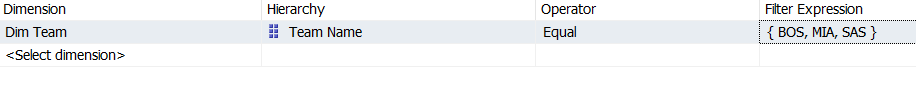 Dimension Hierarchy Operator Filter Expression
Dim Team Team Name Equal { BOS, MIA, SAS }
<Select dimension>